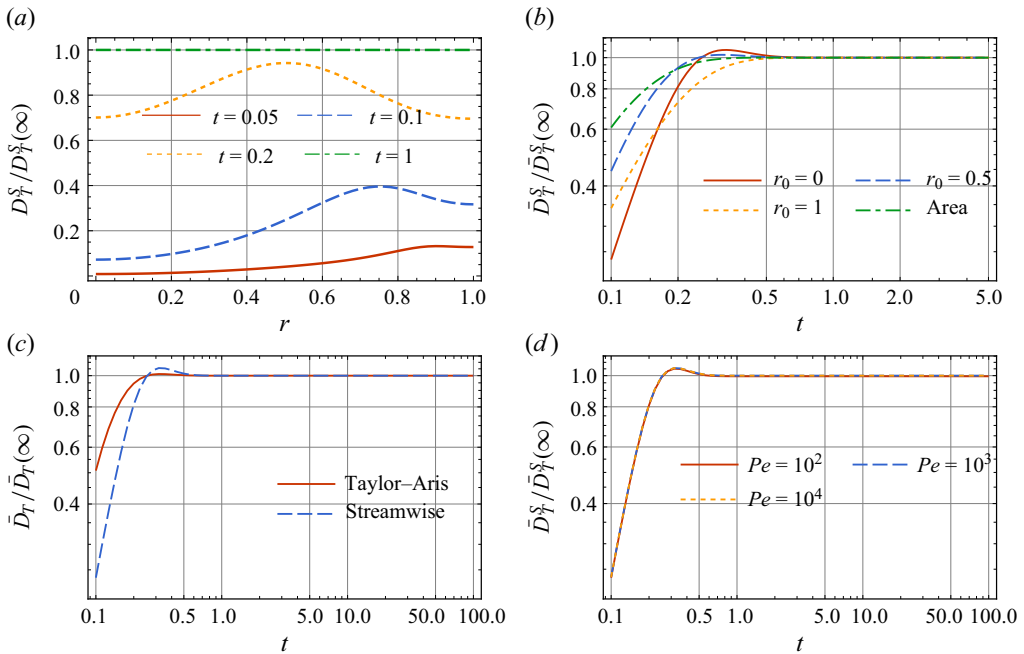 (a)
(b)
1.0
0.8
0.6
0.4
0.2
0
0.2
0.4
0.6
0.8
1.0
r
D_T^S/D_T^S(∞)
t = 0.05
t = 0.1
t = 0.2
t = 1
1.0
0.8
0.6
0.4
0.1
0.2
0.5
1.0
2.0
5.0
t
D̄_T^S/D̄_T^S(∞)
r_0 = 0
r_0 = 0.5
r_0 = 1
Area
(c)
(d)
1.0
0.8
0.6
0.4
0.1
0.5
1.0
5.0
10.0
50.0
100.0
t
D̄_T/D̄_T(∞)
Taylor–Aris
Streamwise
1.0
0.8
0.6
0.4
0.1
0.5
1.0
5.0
10.0
50.0
100.0
t
D̄_T^S/D̄_T^S(∞)
Pe = 10^2
Pe = 10^3
Pe = 10^4